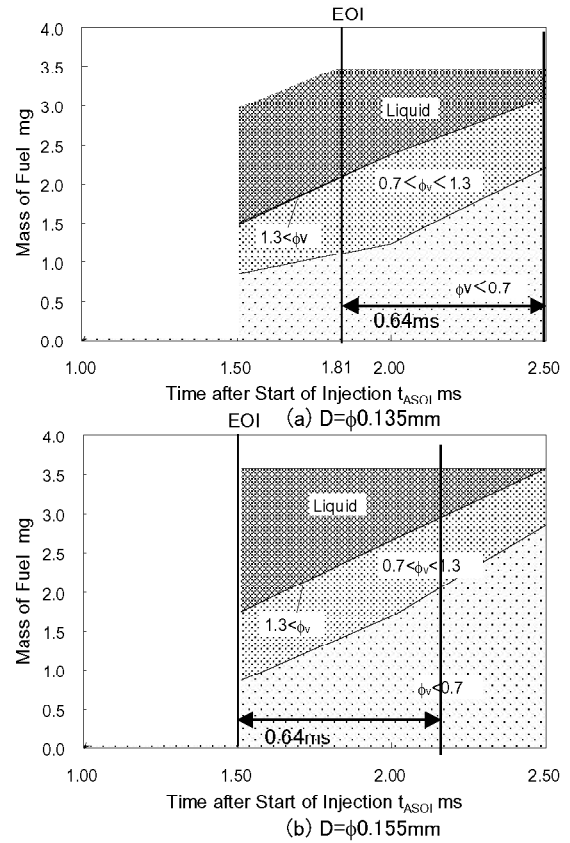 EOI
4.0
3.5
3.0
2.5
2.0
1.5
1.0
0.5
0.0
Mass of Fuel mg
Liquid
0.7<ϕv<1.3
1.3<ϕv
ϕv<0.7
0.64ms
1.00 1.50 1.81 2.00 2.50
Time after Start of Injection tASOI ms
(a) D=ϕ0.135mm
EOI
4.0
3.5
3.0
2.5
2.0
1.5
1.0
0.5
0.0
Mass of Fuel mg
Liquid
0.7<ϕv<1.3
1.3<ϕv
ϕv<0.7
0.64ms
1.00 1.50 2.00 2.50
Time after Start of Injection tASOI ms
(b) D=ϕ0.155mm